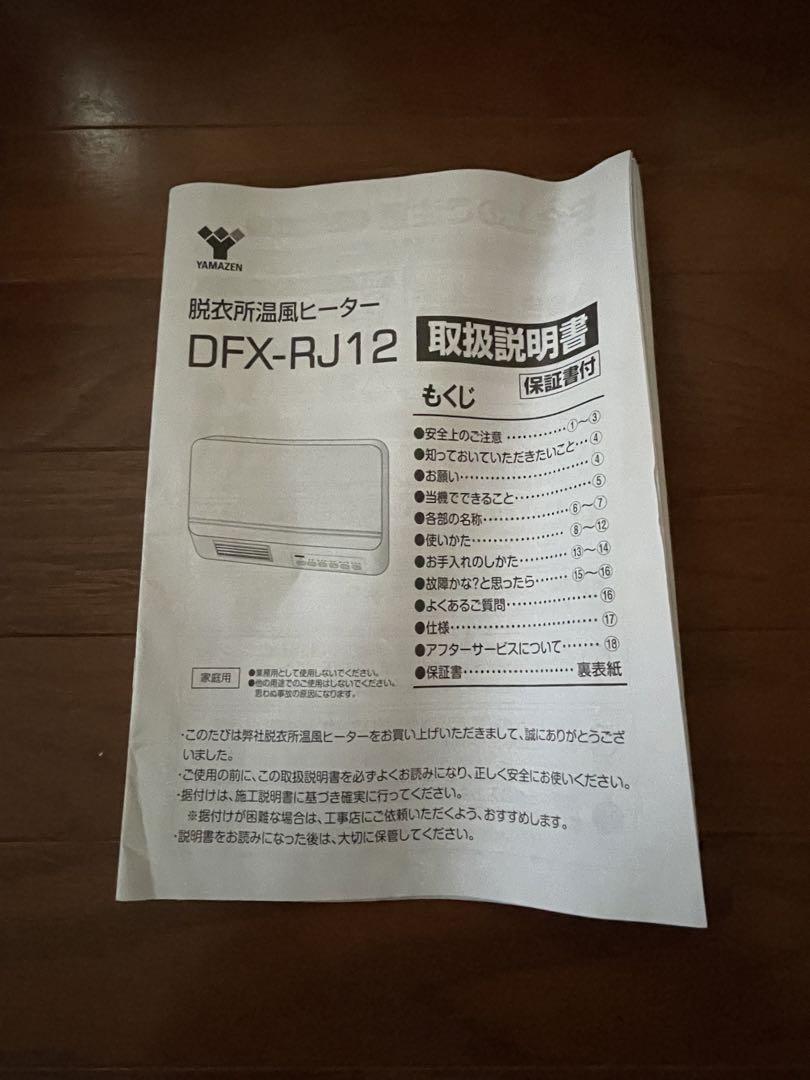 YAMAZEN
脱衣所温風ヒーター
DFX-RJ12
取扱説明書
保証書付
もくじ
●安全上のご注意 ………… ①～③
●知っておいていただきたいこと… ④
●お願い…………………… ④
●当機でできること………… ⑤
●各部の名称……………… ⑥～⑦
●使いかた………………… ⑧～⑫
●お手入れのしかた……… ⑬～⑭
●故障かな?と思ったら…… ⑮～⑯
●よくあるご質問…………… ⑯
●仕様……………………… ⑰
●アフターサービスについて…… ⑱
●保証書………………… 裏表紙
家庭用
●業務用として使用しないでください。
●他の用途でのご使用はしないでください。
思わぬ事故の原因になります。
・このたびは弊社脱衣所温風ヒーターをお買い上げいただきまして、誠にありがとうござ
いました。
・ご使用の前に、この取扱説明書を必ずよくお読みになり、正しく安全にお使いください。
・据付けは、施工説明書に基づき確実に行ってください。
※据付けが困難な場合は、工事店にご依頼いただくよう、おすすめします。
・説明書をお読みになった後は、大切に保管してください。